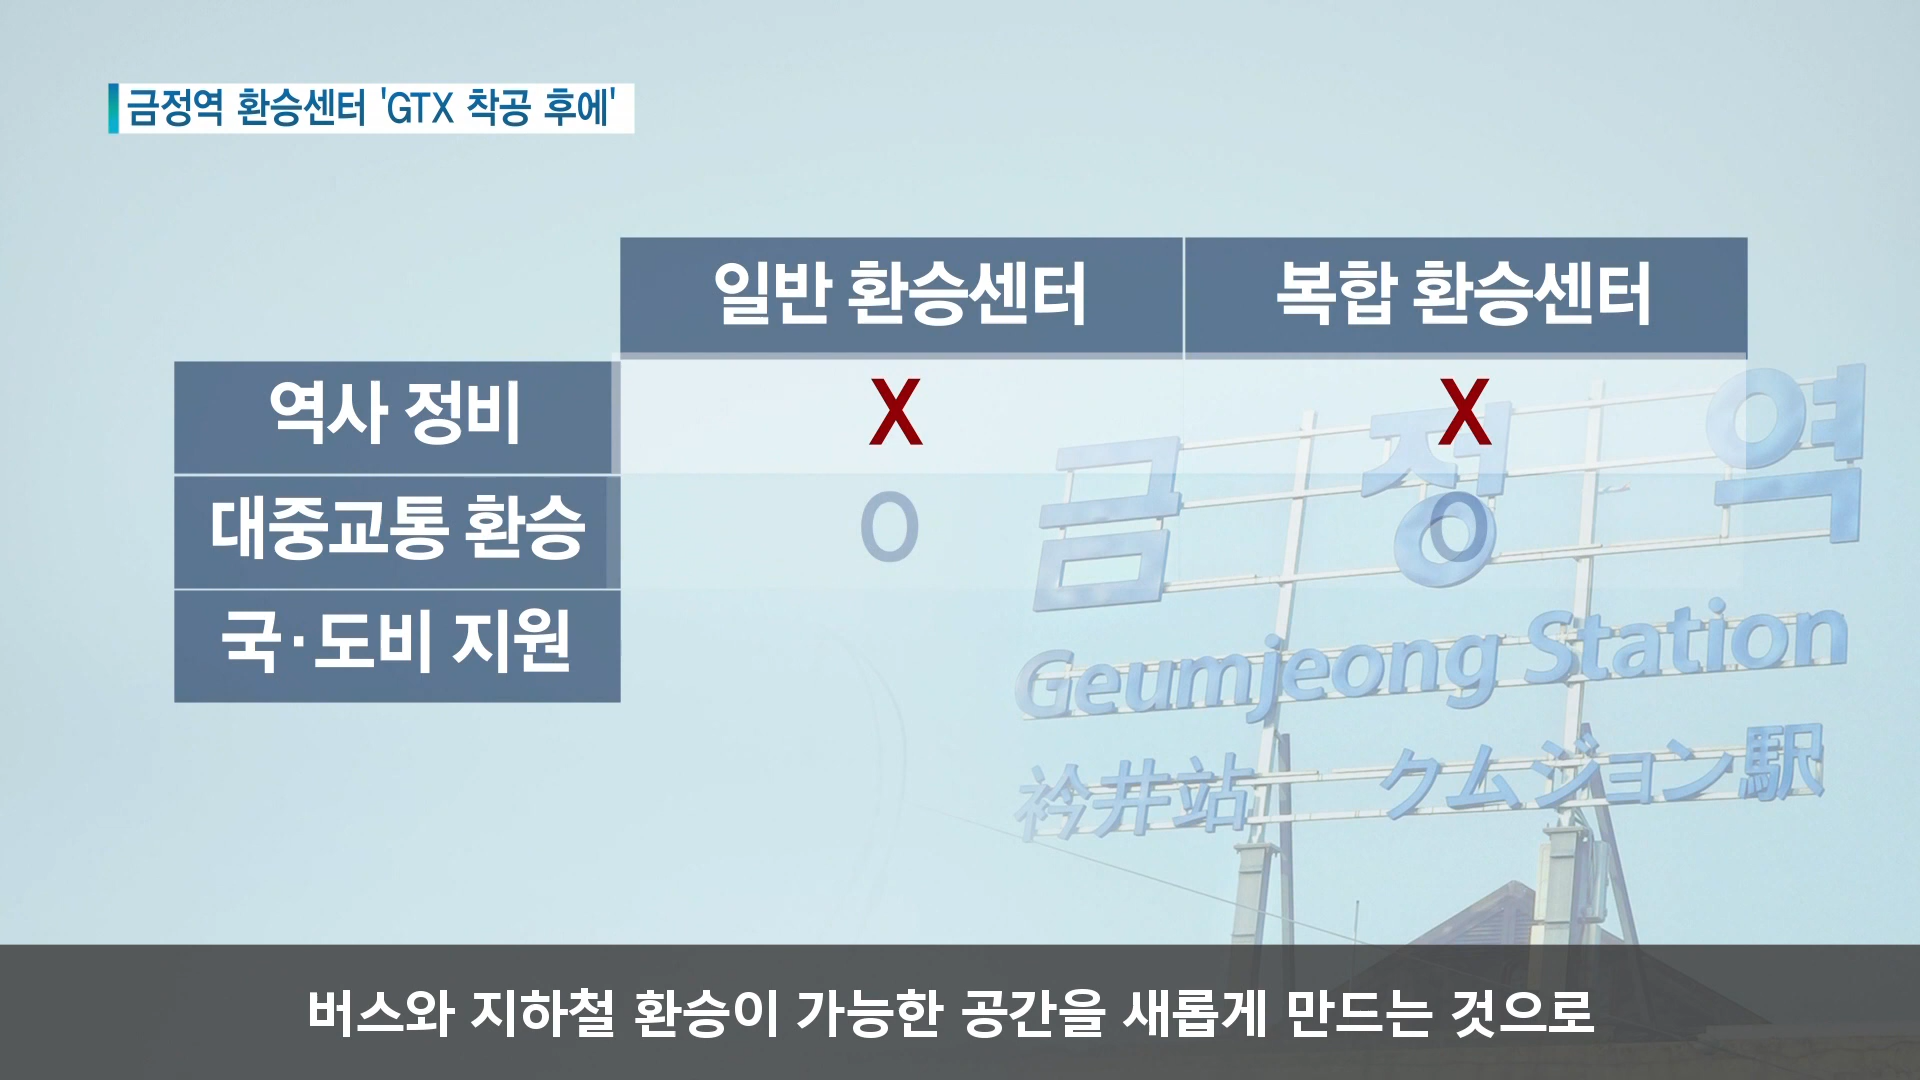 금정역 환승센터 'GTX 착공 후에'
일반 환승센터 복합 환승센터
역사 정비 X X
대중교통 환승 O O
국·도비 지원
금정역
Geumjeong Station
衿井站 クムジョン駅
버스와 지하철 환승이 가능한 공간을 새롭게 만드는 것으로